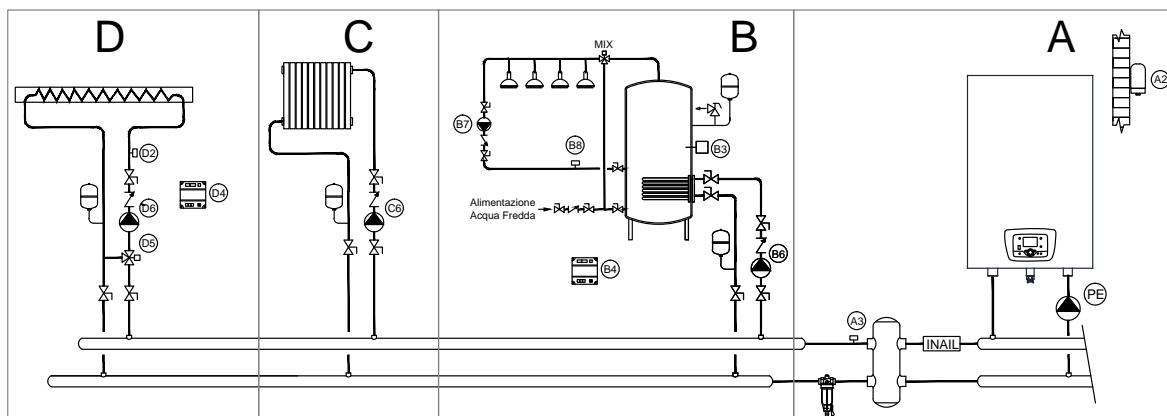 D
C
B
A
MIX
A2
B7
B8
B3
D2
D4
D6
C6
Alimentazione
Acqua Fredda
D5
B4
B6
PE
A3
INAIL